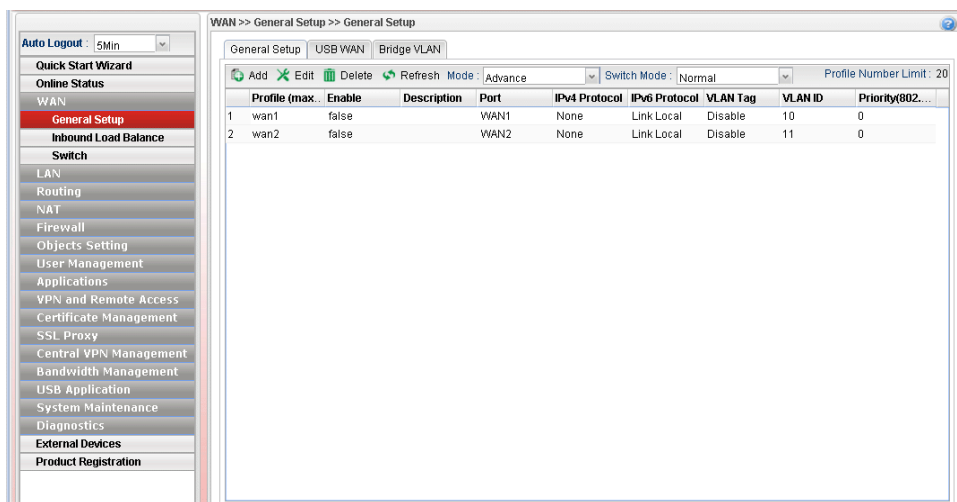 WAN >> General Setup >> General Setup
Auto Logout : 5Min
Quick Start Wizard
Online Status
WAN
General Setup
Inbound Load Balance
Switch
LAN
Routing
NAT
Firewall
Objects Setting
User Management
Applications
VPN and Remote Access
Certificate Management
SSL Proxy
Central VPN Management
Bandwidth Management
USB Application
System Maintenance
Diagnostics
External Devices
Product Registration
General Setup USB WAN Bridge VLAN
Add Edit Delete Refresh Mode : Advance Switch Mode : Normal Profile Number Limit : 20
Profile (max... Enable Description Port IPv4 Protocol IPv6 Protocol VLAN Tag VLAN ID Priority(802....
1 wan1 false WAN1 None Link Local Disable 10 0
2 wan2 false WAN2 None Link Local Disable 11 0